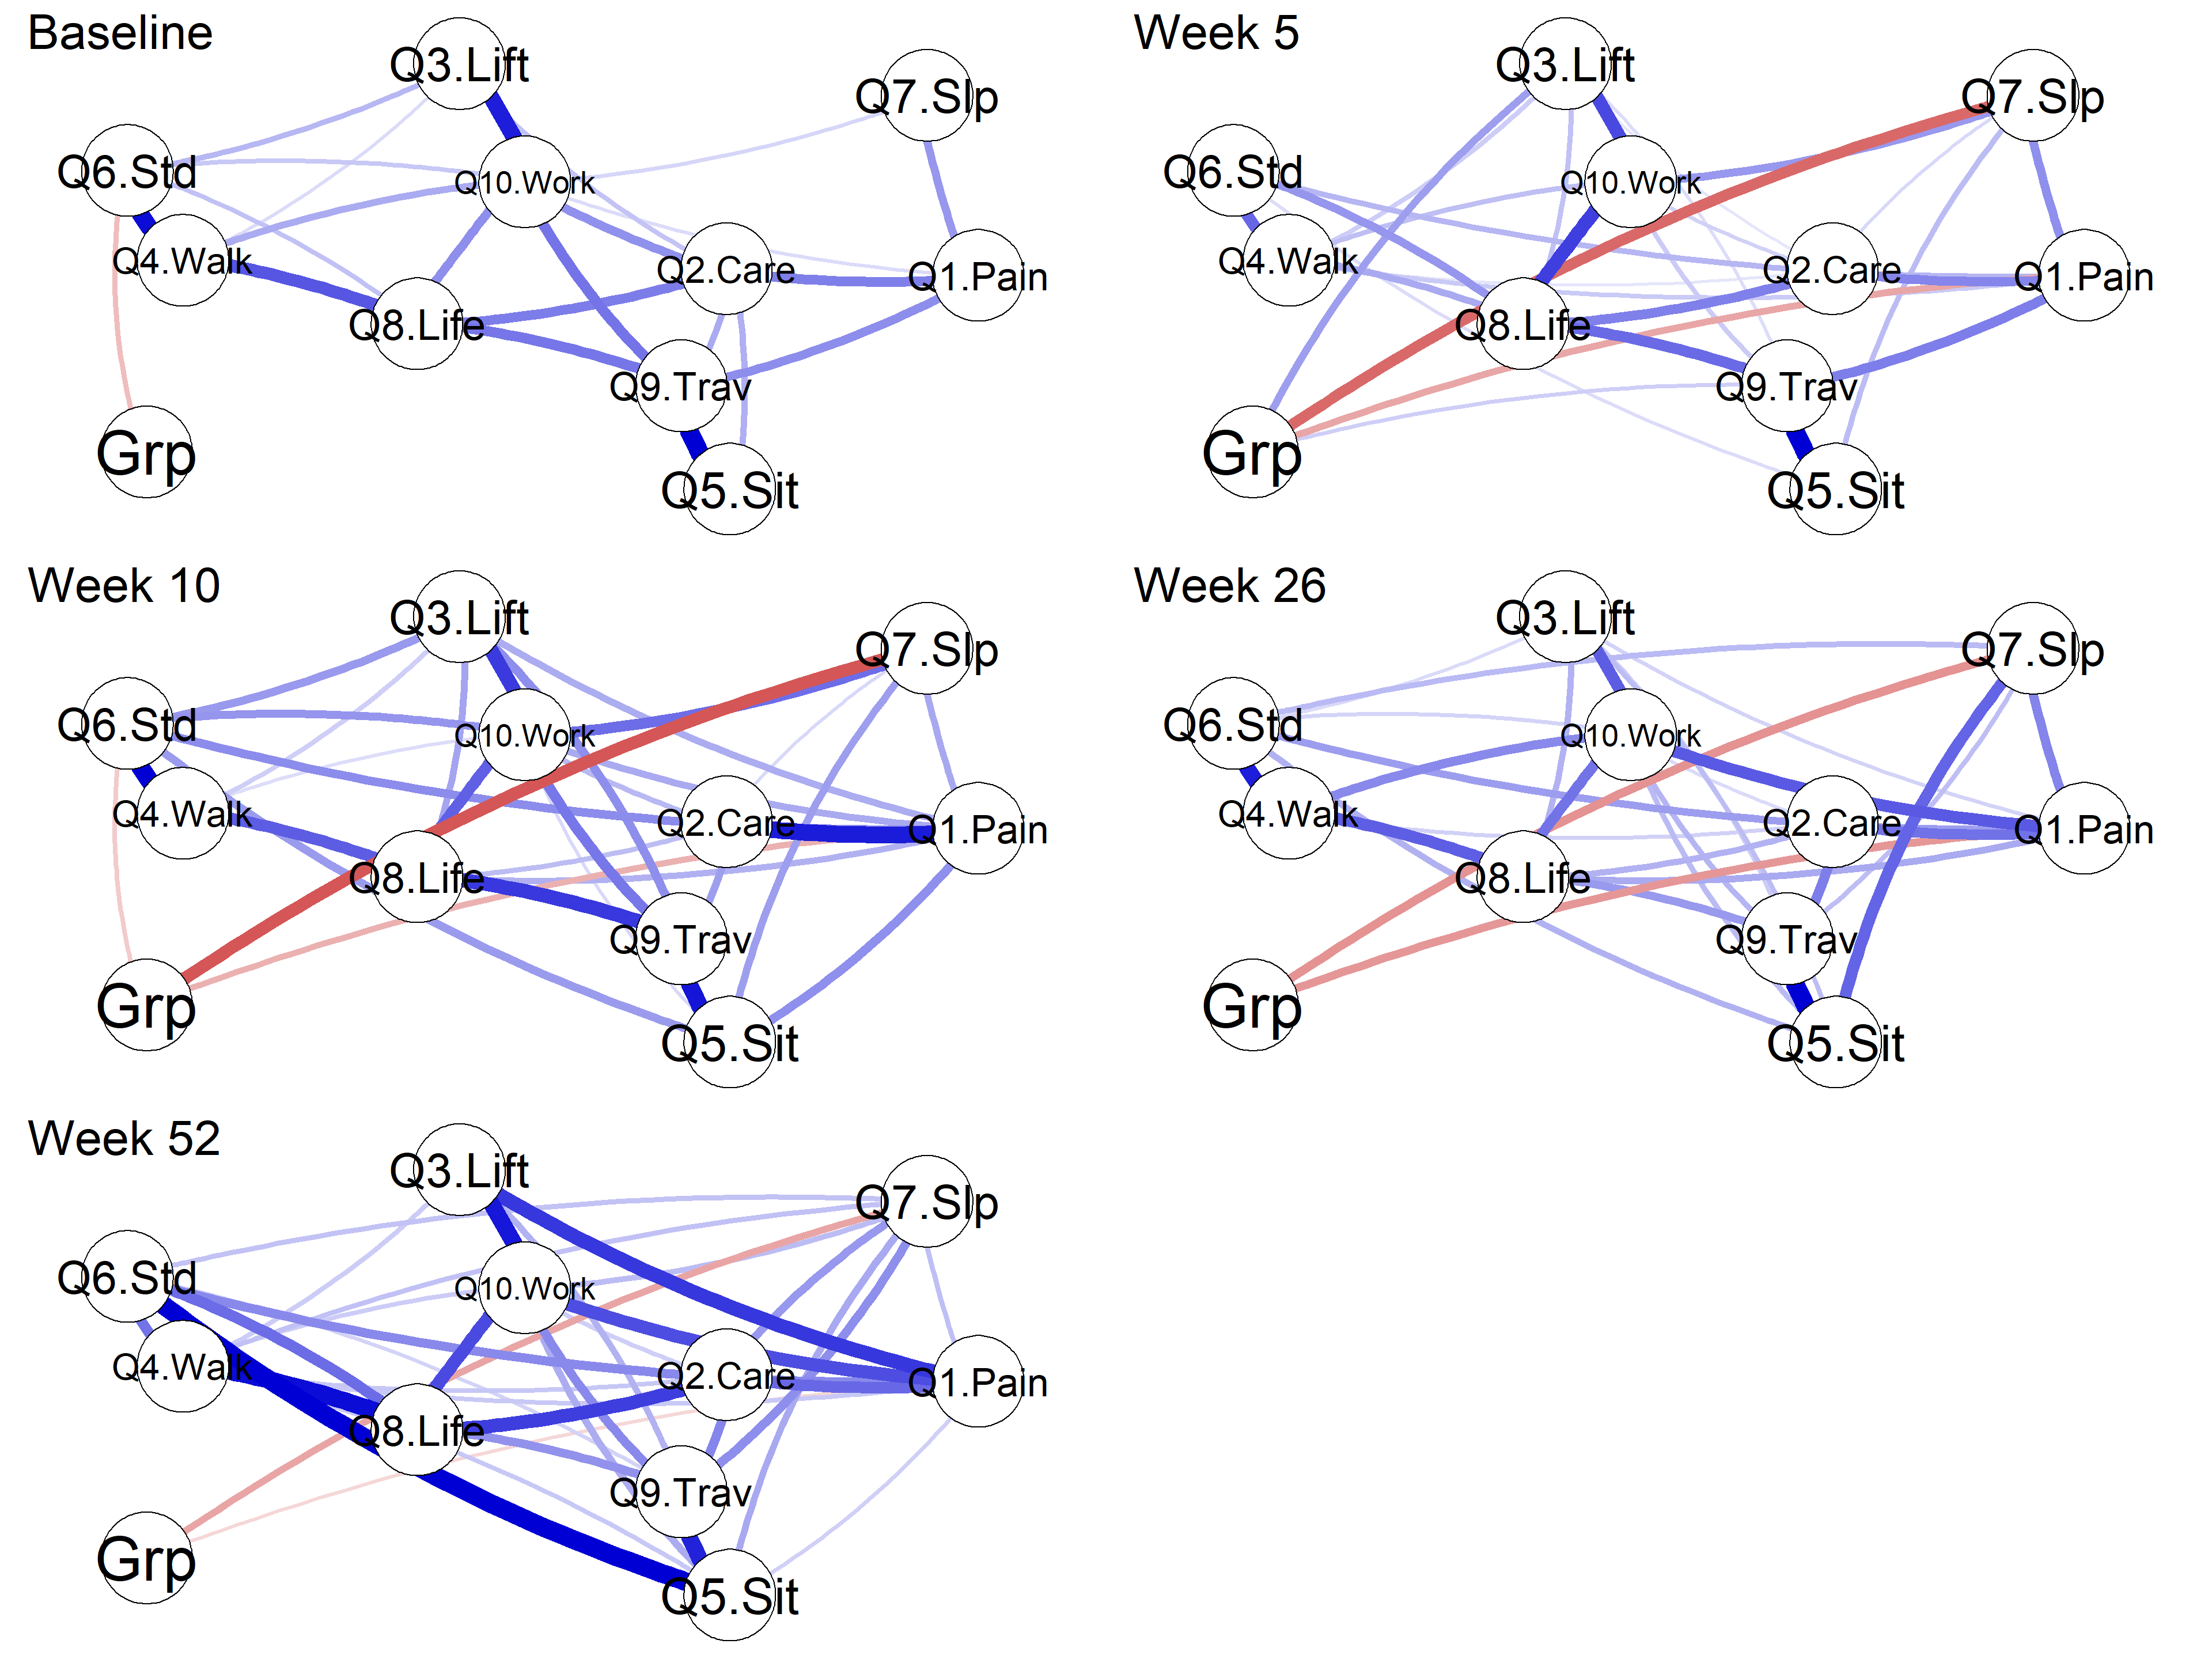 Baseline
Q3.Lift
Q7.Slp
Q6.Std
Q10.Work
Q4.Walk
Q2.Care
Q1.Pain
Q8.Life
Q9.Trav
Grp
Q5.Sit
Week 5
Q3.Lift
Q7.Slp
Q6.Std
Q10.Work
Q4.Walk
Q2.Care
Q1.Pain
Q8.Life
Q9.Trav
Grp
Q5.Sit
Week 10
Q3.Lift
Q7.Slp
Q6.Std
Q10.Work
Q4.Walk
Q2.Care
Q1.Pain
Q8.Life
Q9.Trav
Grp
Q5.Sit
Week 26
Q3.Lift
Q7.Slp
Q6.Std
Q10.Work
Q4.Walk
Q2.Care
Q1.Pain
Q8.Life
Q9.Trav
Grp
Q5.Sit
Week 52
Q3.Lift
Q7.Slp
Q6.Std
Q10.Work
Q4.Walk
Q2.Care
Q1.Pain
Q8.Life
Q9.Trav
Grp
Q5.Sit